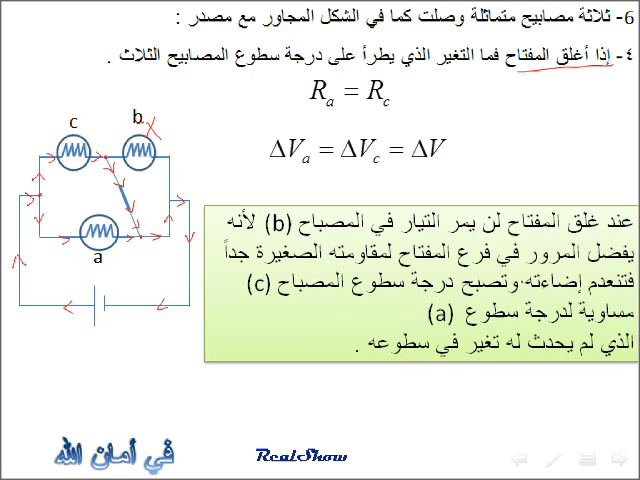 6- ثلاثة مصابيح متماثلة وصلت كما في الشكل المجاور مع مصدر :
٤- إذا أغلق المفتاح فما التغير الذي يطرأ على درجة سطوع المصابيح الثلاث .
R_a = R_c
c b
ΔV_a = ΔV_c = ΔV
a
عند غلق المفتاح لن يمر التيار في المصباح (b) لأنه
يفضل المرور في فرع المفتاح لمقاومته الصغيرة جداً
فتنعدم إضاءته وتصبح درجة سطوع المصباح (c)
مساوية لدرجة سطوع (a)
الذي لم يحدث له تغير في سطوعه .
في أمان الله
RealShow